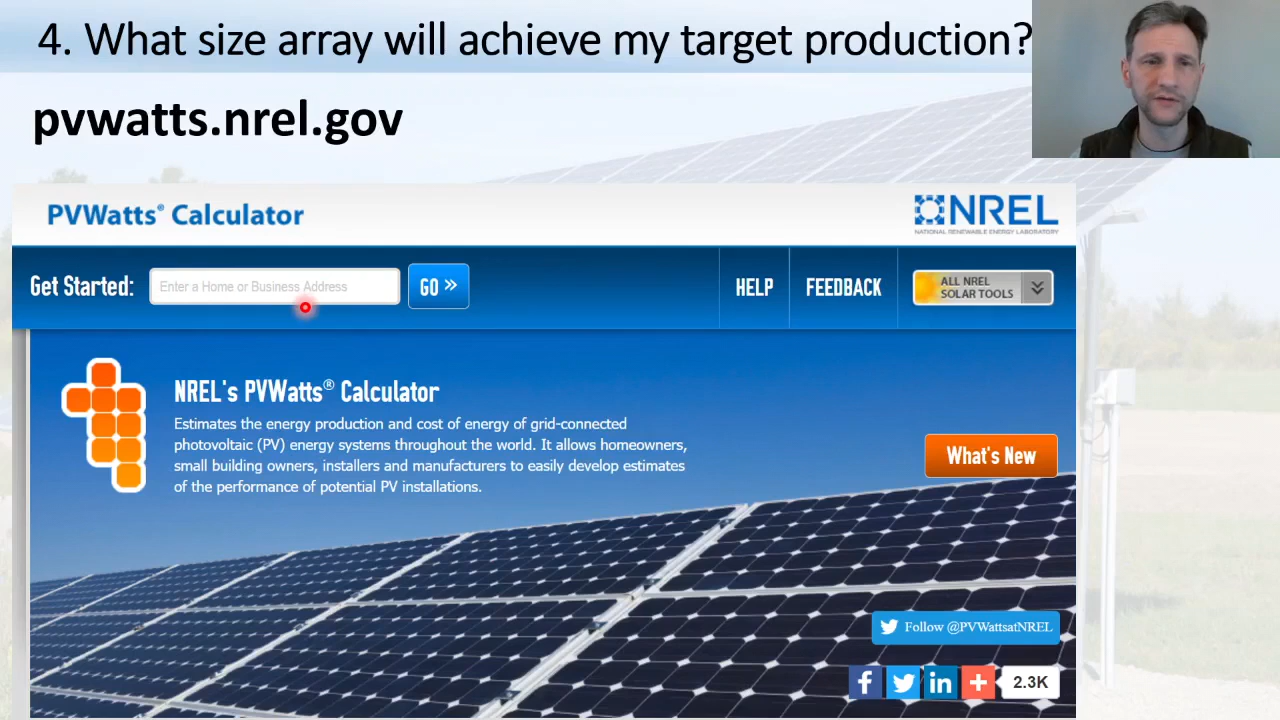 4. What size array will achieve my target production?
pvwatts.nrel.gov
PVWatts® Calculator
NREL
NATIONAL RENEWABLE ENERGY LABORATORY
Get Started:
Enter a Home or Business Address
GO »
HELP
FEEDBACK
ALL NREL
SOLAR TOOLS
NREL's PVWatts® Calculator
Estimates the energy production and cost of energy of grid-connected
photovoltaic (PV) energy systems throughout the world. It allows homeowners,
small building owners, installers and manufacturers to easily develop estimates
of the performance of potential PV installations.
What's New
Follow @PVWattsatNREL
f
in
+
2.3K